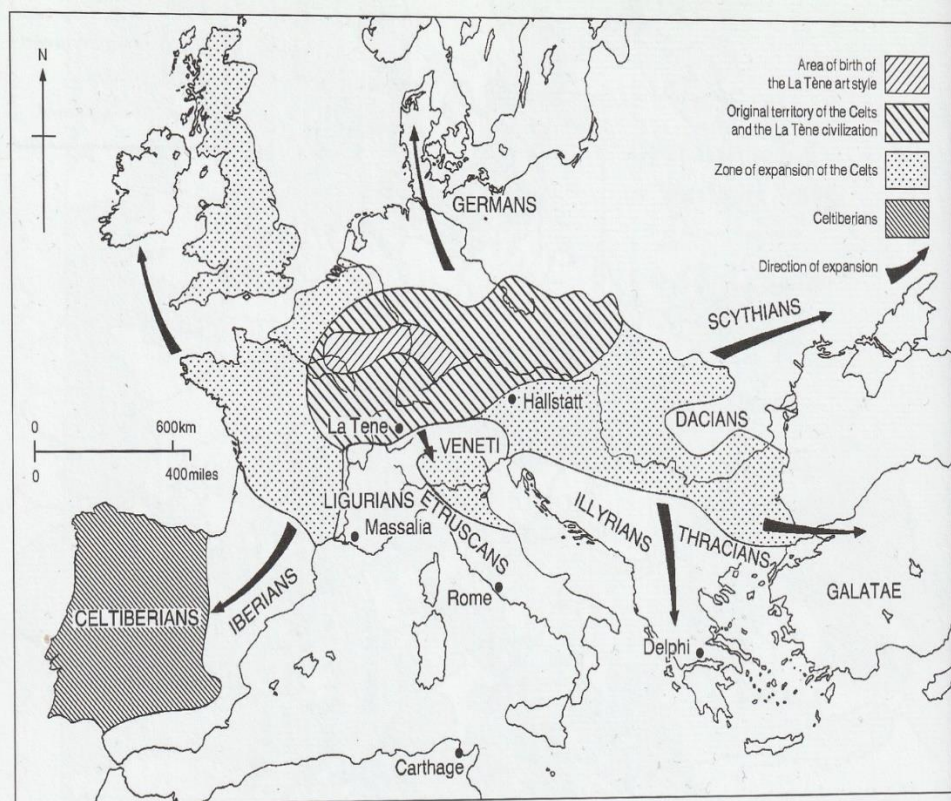 N
Area of birth of
the La Tène art style
Original territory of the Celts
and the La Tène civilization
Zone of expansion of the Celts
Celtiberians
Direction of expansion
GERMANS
SCYTHIANS
Hallstatt
DACIANS
La Tene
VENETI
0 600km
0 400miles
LIGURIANS
Massalia
ETRUSCANS
ILLYRIANS
THRACIANS
IBERIANS
CELTIBERIANS
Rome
GALATAE
Delphi
Carthage